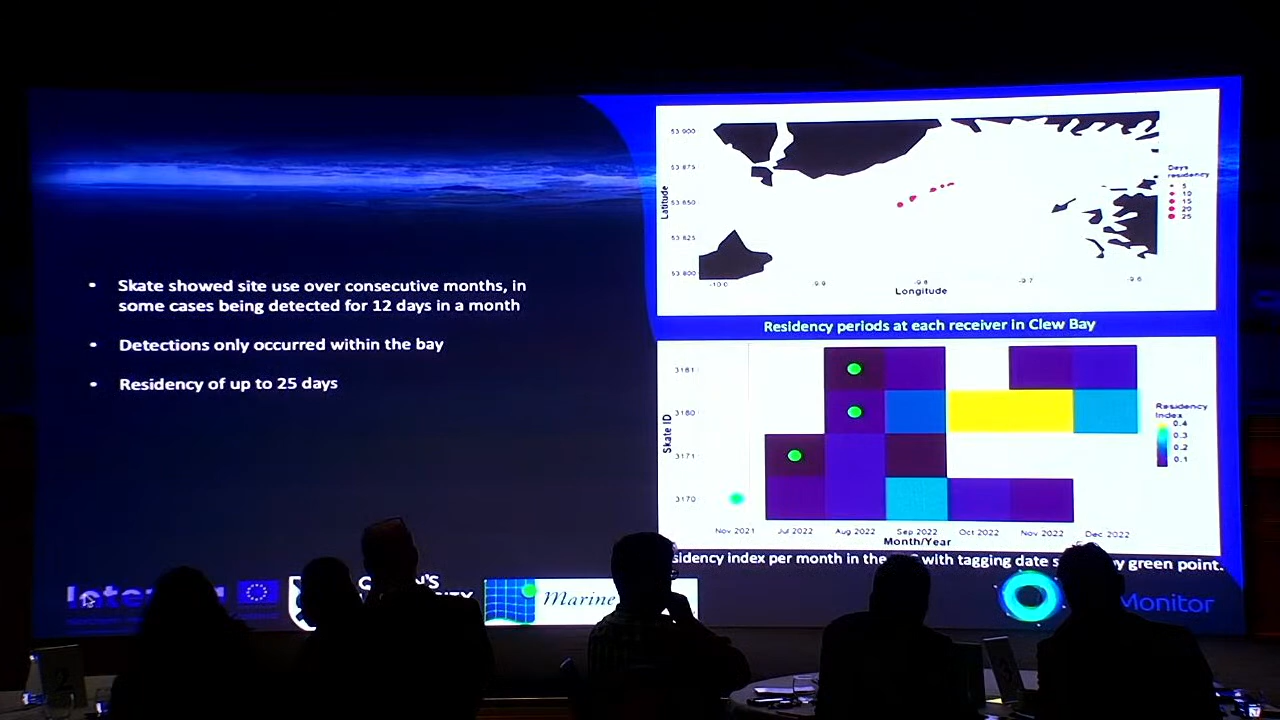 • Skate showed site use over consecutive months, in
some cases being detected for 12 days in a month
• Detections only occurred within the bay
• Residency of up to 25 days
53.900
53.875
53.650
53.625
53.800
Latitude
-10.0
-9.9
-9.8
-9.7
-9.6
Longitude
Days
residency
5
10
15
20
25
Residency periods at each receiver in Clew Bay
Skate ID
3181
3180
3171
3170
Nov 2021
Jul 2022
Aug 2022
Sep 2022
Oct 2022
Nov 2022
Dec 2022
Month/Year
Residency
Index
0.4
0.3
0.2
0.1
index per month in the
with tagging date
by green point.
Marine
Monitor